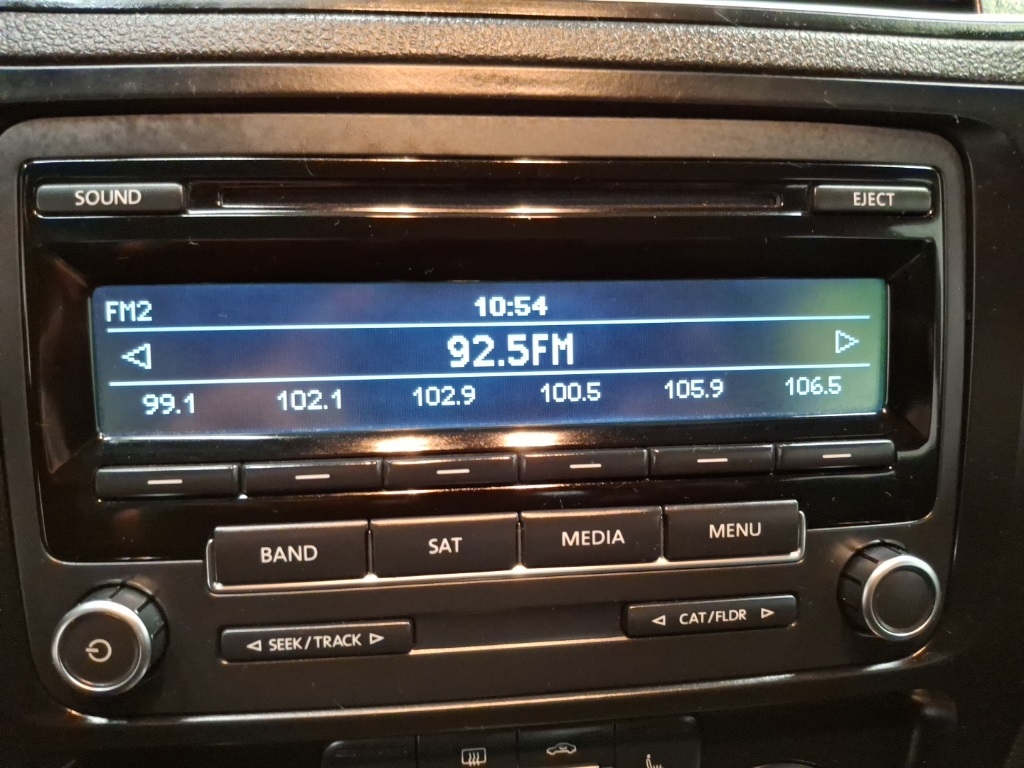 SOUND EJECT
FM2 10:54
92.5FM
99.1 102.1 102.9 100.5 105.9 106.5
BAND SAT MEDIA MENU
SEEK/TRACK CAT/FLDR